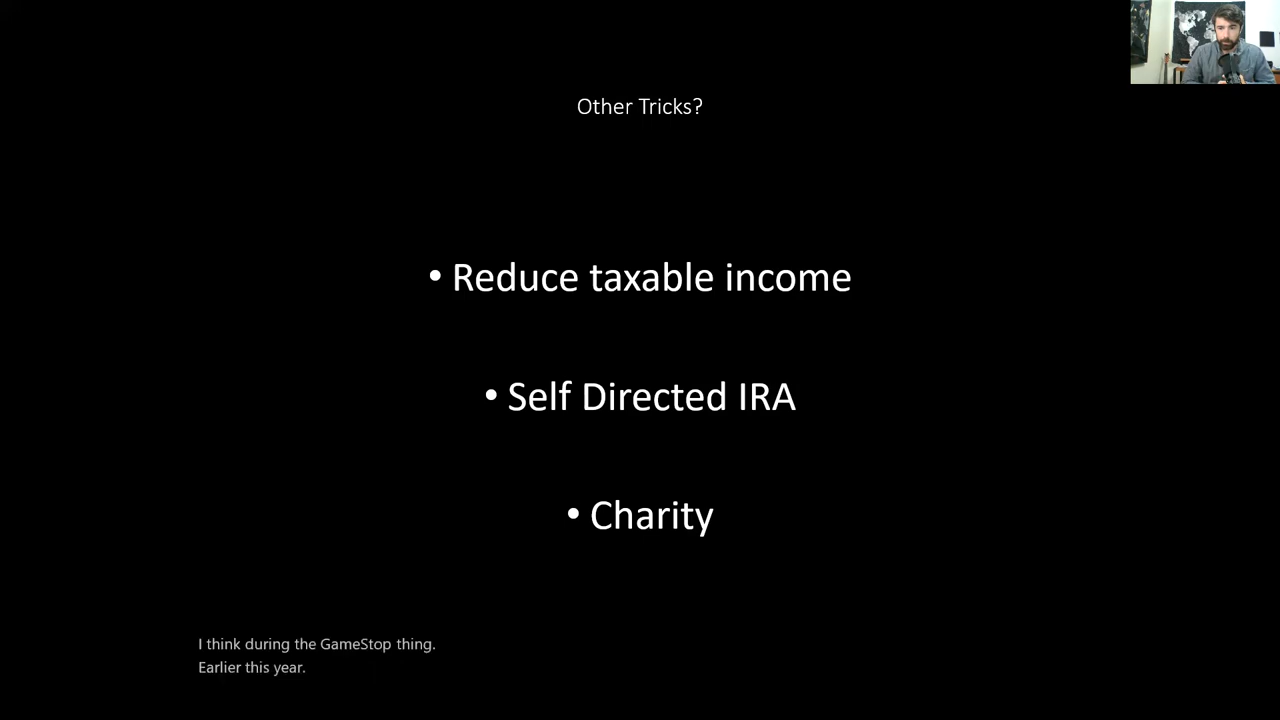 Other Tricks?
• Reduce taxable income
• Self Directed IRA
• Charity
I think during the GameStop thing.
Earlier this year.